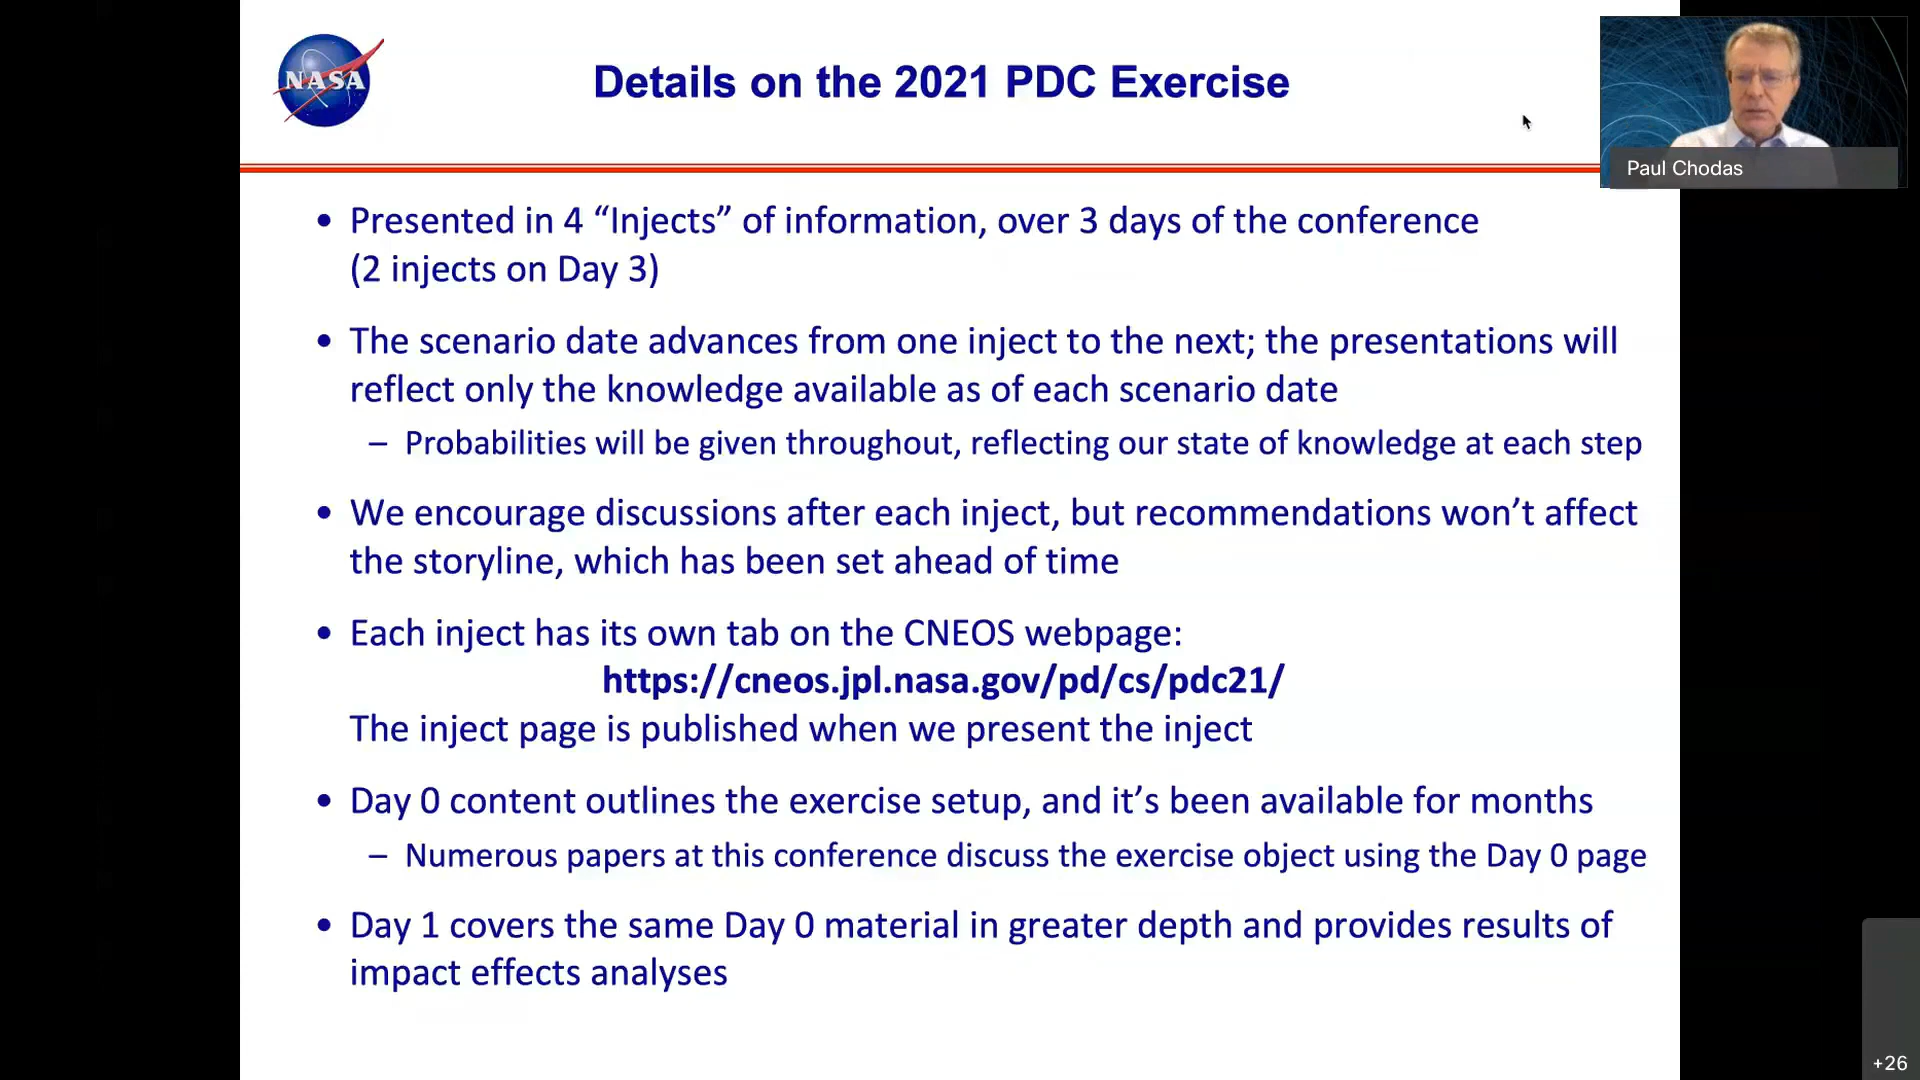 NASA
Details on the 2021 PDC Exercise
Paul Chodas
• Presented in 4 “Injects” of information, over 3 days of the conference
(2 injects on Day 3)
• The scenario date advances from one inject to the next; the presentations will
reflect only the knowledge available as of each scenario date
– Probabilities will be given throughout, reflecting our state of knowledge at each step
• We encourage discussions after each inject, but recommendations won’t affect
the storyline, which has been set ahead of time
• Each inject has its own tab on the CNEOS webpage:
https://cneos.jpl.nasa.gov/pd/cs/pdc21/
The inject page is published when we present the inject
• Day 0 content outlines the exercise setup, and it’s been available for months
– Numerous papers at this conference discuss the exercise object using the Day 0 page
• Day 1 covers the same Day 0 material in greater depth and provides results of
impact effects analyses
+26